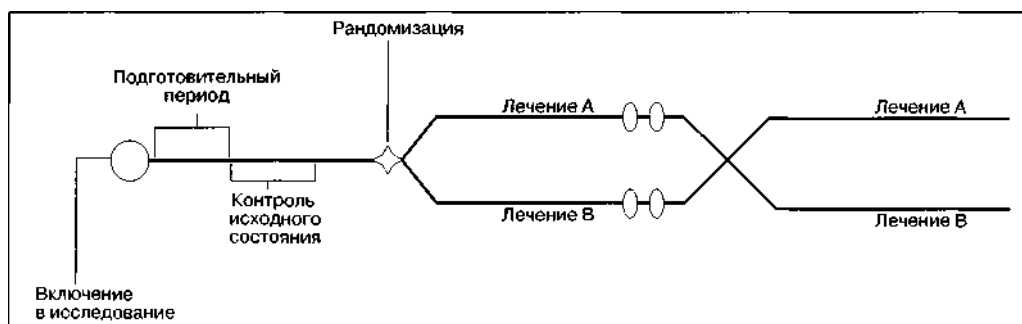 Рандомизация
Подготовительный
период
Лечение А
Лечение А
Контроль
исходного
состояния
Лечение В
Лечение В
Включение
в исследование